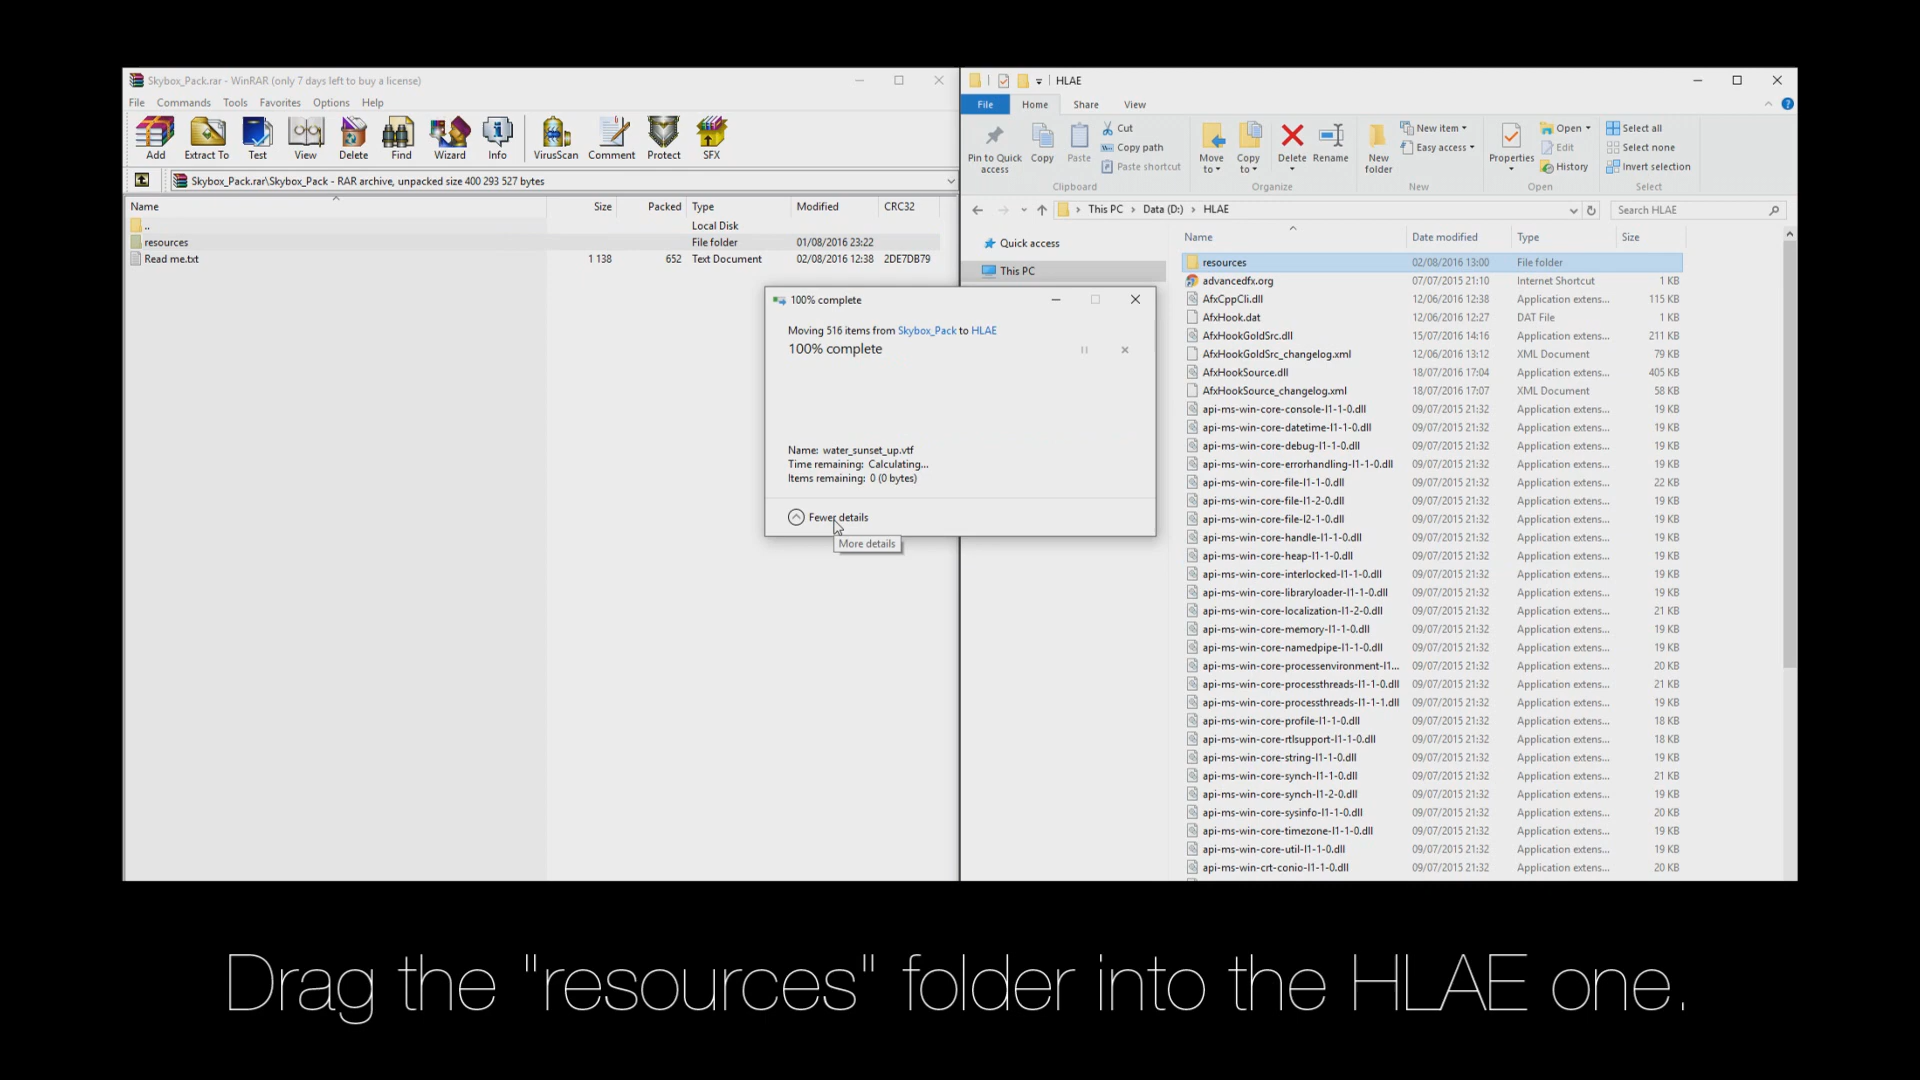 Skybox_Pack.rar - WinRAR (only 7 days left to buy a license)
File Commands Tools Favorites Options Help
Add Extract To Test View Delete Find Wizard Info VirusScan Comment Protect SFX
Skybox_Pack.rar\Skybox_Pack - RAR archive, unpacked size 400 293 527 bytes
Name Size Packed Type Modified CRC32
.. Local Disk
resources File folder 01/08/2016 23:22
Read me.txt 1 138 652 Text Document 02/08/2016 12:38 2DE7DB79
HLAE
File Home Share View
Pin to Quick access
Copy
Paste
Cut
Copy path
Paste shortcut
Clipboard
Move to
Copy to
Delete
Rename
Organize
New folder
New item
Easy access
New
Properties
Open
Edit
History
Open
Select all
Select none
Invert selection
Select
This PC Data (D:) HLAE
Search HLAE
Quick access
This PC
Name Date modified Type Size
resources 02/08/2016 13:00 File folder
advancedfx.org 07/07/2015 21:10 Internet Shortcut 1 KB
AfxCppCli.dll 12/06/2016 12:38 Application extens... 115 KB
AfxHook.dat 12/06/2016 12:27 DAT File 1 KB
AfxHookGoldSrc.dll 15/07/2016 14:16 Application extens... 211 KB
AfxHookGoldSrc_changelog.xml 12/06/2016 13:12 XML Document 79 KB
AfxHookSource.dll 18/07/2016 17:04 Application extens... 405 KB
AfxHookSource_changelog.xml 18/07/2016 17:07 XML Document 58 KB
api-ms-win-core-console-l1-1-0.dll 09/07/2015 21:32 Application extens... 19 KB
api-ms-win-core-datetime-l1-1-0.dll 09/07/2015 21:32 Application extens... 19 KB
api-ms-win-core-debug-l1-1-0.dll 09/07/2015 21:32 Application extens... 19 KB
api-ms-win-core-errorhandling-l1-1-0.dll 09/07/2015 21:32 Application extens... 19 KB
api-ms-win-core-file-l1-1-0.dll 09/07/2015 21:32 Application extens... 22 KB
api-ms-win-core-file-l1-2-0.dll 09/07/2015 21:32 Application extens... 19 KB
api-ms-win-core-file-l2-1-0.dll 09/07/2015 21:32 Application extens... 19 KB
api-ms-win-core-handle-l1-1-0.dll 09/07/2015 21:32 Application extens... 19 KB
api-ms-win-core-heap-l1-1-0.dll 09/07/2015 21:32 Application extens... 19 KB
api-ms-win-core-interlocked-l1-1-0.dll 09/07/2015 21:32 Application extens... 19 KB
api-ms-win-core-libraryloader-l1-1-0.dll 09/07/2015 21:32 Application extens... 19 KB
api-ms-win-core-localization-l1-2-0.dll 09/07/2015 21:32 Application extens... 21 KB
api-ms-win-core-memory-l1-1-0.dll 09/07/2015 21:32 Application extens... 19 KB
api-ms-win-core-namedpipe-l1-1-0.dll 09/07/2015 21:32 Application extens... 19 KB
api-ms-win-core-processenvironment-l1... 09/07/2015 21:32 Application extens... 20 KB
api-ms-win-core-processthreads-l1-1-0.dll 09/07/2015 21:32 Application extens... 21 KB
api-ms-win-core-processthreads-l1-1-1.dll 09/07/2015 21:32 Application extens... 19 KB
api-ms-win-core-profile-l1-1-0.dll 09/07/2015 21:32 Application extens... 18 KB
api-ms-win-core-rtlsupport-l1-1-0.dll 09/07/2015 21:32 Application extens... 18 KB
api-ms-win-core-string-l1-1-0.dll 09/07/2015 21:32 Application extens... 19 KB
api-ms-win-core-synch-l1-1-0.dll 09/07/2015 21:32 Application extens... 21 KB
api-ms-win-core-synch-l1-2-0.dll 09/07/2015 21:32 Application extens... 19 KB
api-ms-win-core-sysinfo-l1-1-0.dll 09/07/2015 21:32 Application extens... 20 KB
api-ms-win-core-timezone-l1-1-0.dll 09/07/2015 21:32 Application extens... 19 KB
api-ms-win-core-util-l1-1-0.dll 09/07/2015 21:32 Application extens... 19 KB
api-ms-win-crt-conio-l1-1-0.dll 09/07/2015 21:32 Application extens... 20 KB
100% complete
Moving 516 items from Skybox_Pack to HLAE
100% complete
Name: water_sunset_up.vtf
Time remaining: Calculating...
Items remaining: 0 (0 bytes)
Fewer details
More details
Drag the "resources" folder into the HLAE one.